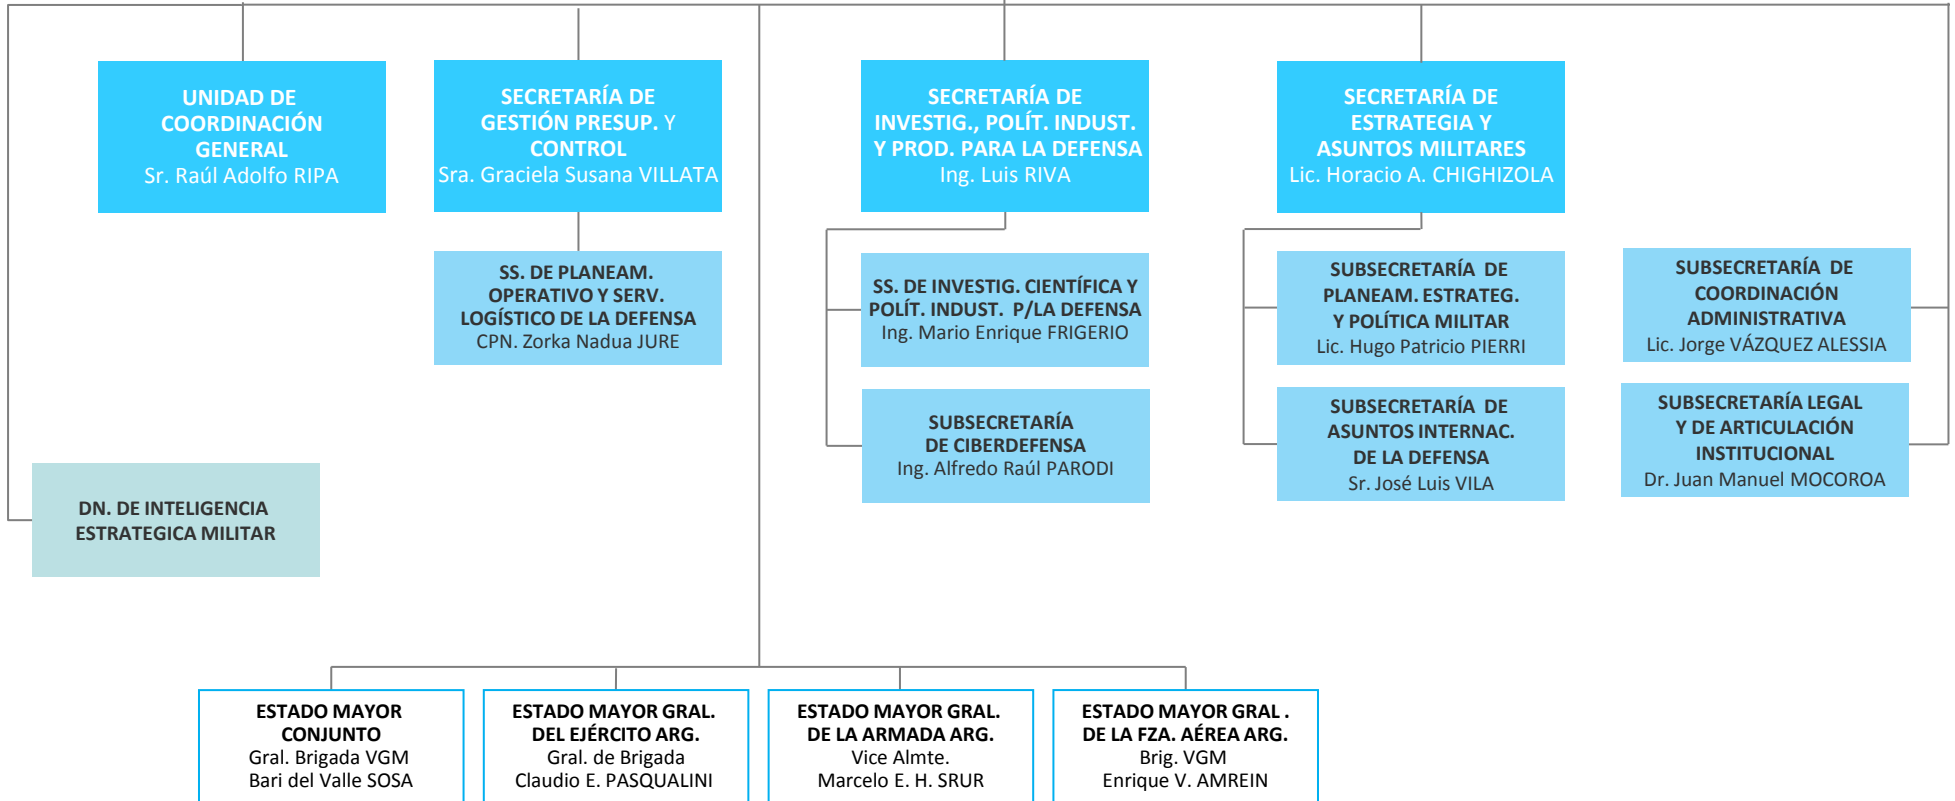 UNIDAD DE
COORDINACIÓN
GENERAL
Sr. Raúl Adolfo RIPA
SECRETARÍA DE
GESTIÓN PRESUP. Y
CONTROL
Sra. Graciela Susana VILLATA
SECRETARÍA DE
INVESTIG., POLÍT. INDUST.
Y PROD. PARA LA DEFENSA
Ing. Luis RIVA
SECRETARÍA DE
ESTRATEGIA Y
ASUNTOS MILITARES
Lic. Horacio A. CHIGHIZOLA
SS. DE PLANEAM.
OPERATIVO Y SERV.
LOGÍSTICO DE LA DEFENSA
CPN. Zorka Nadua JURE
SS. DE INVESTIG. CIENTÍFICA Y
POLÍT. INDUST. P/LA DEFENSA
Ing. Mario Enrique FRIGERIO
SUBSECRETARÍA DE
PLANEAM. ESTRATEG.
Y POLÍTICA MILITAR
Lic. Hugo Patricio PIERRI
SUBSECRETARÍA DE
COORDINACIÓN
ADMINISTRATIVA
Lic. Jorge VÁZQUEZ ALESSIA
SUBSECRETARÍA
DE CIBERDEFENSA
Ing. Alfredo Raúl PARODI
SUBSECRETARÍA DE
ASUNTOS INTERNAC.
DE LA DEFENSA
Sr. José Luis VILA
SUBSECRETARÍA LEGAL
Y DE ARTICULACIÓN
INSTITUCIONAL
Dr. Juan Manuel MOCOROA
DN. DE INTELIGENCIA
ESTRATEGICA MILITAR
ESTADO MAYOR
CONJUNTO
Gral. Brigada VGM
Bari del Valle SOSA
ESTADO MAYOR GRAL.
DEL EJÉRCITO ARG.
Gral. de Brigada
Claudio E. PASQUALINI
ESTADO MAYOR GRAL.
DE LA ARMADA ARG.
Vice Almte.
Marcelo E. H. SRUR
ESTADO MAYOR GRAL .
DE LA FZA. AÉREA ARG.
Brig. VGM
Enrique V. AMREIN